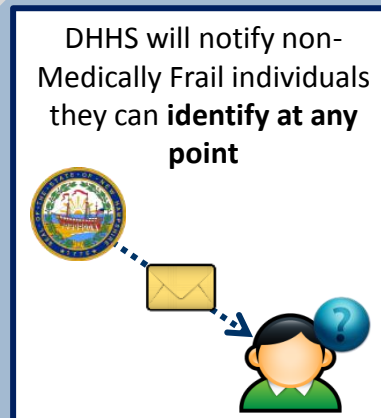 DHHS will notify non-
Medically Frail individuals
they can identify at any
point
?